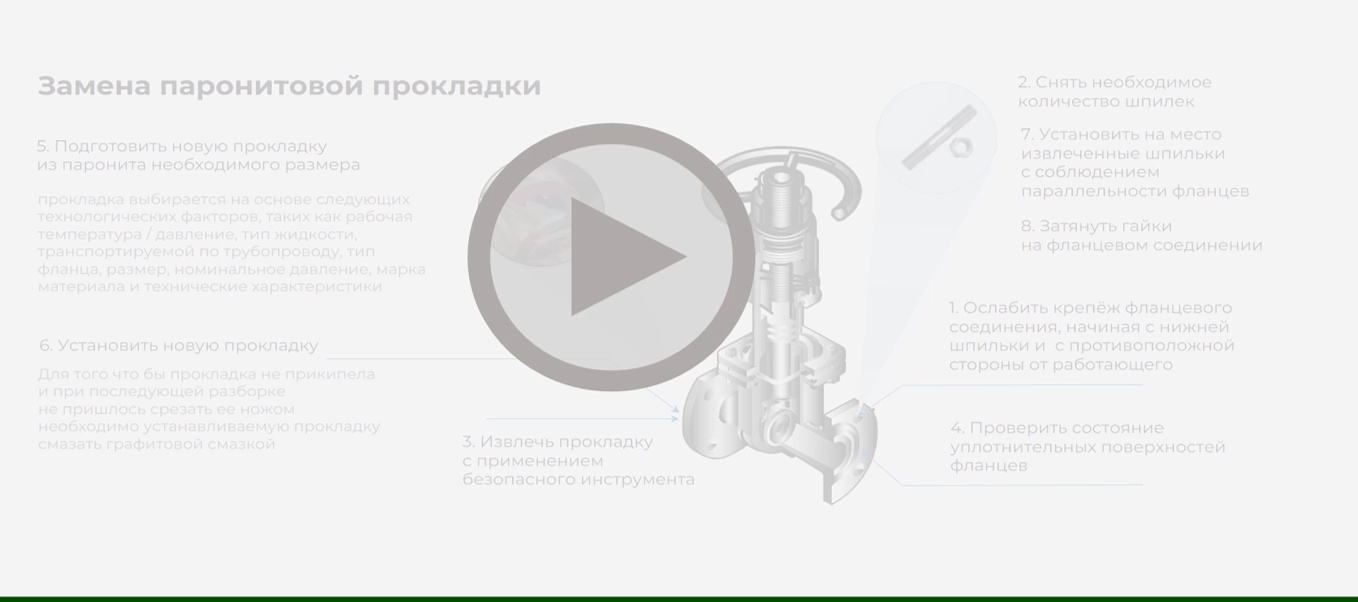 Замена паронитовой прокладки
5. Подготовить новую прокладку
из паронита необходимого размера
прокладка выбирается на основе следующих
технологических факторов, таких как рабочая
температура / давление, тип жидкости,
транспортируемой по трубопроводу, тип
фланца, размер, номинальное давление, марка
материала и технические характеристики
6. Установить новую прокладку
Для того что бы прокладка не прикипела
и при последующей разборке
не пришлось срезать ее ножом
необходимо устанавливаемую прокладку
смазать графитовой смазкой
3. Извлечь прокладку
с применением
безопасного инструмента
2. Снять необходимое
количество шпилек
7. Установить на место
извлеченные шпильки
с соблюдением
параллельности фланцев
8. Затянуть гайки
на фланцевом соединении
1. Ослабить крепёж фланцевого
соединения, начиная с нижней
шпильки и с противоположной
стороны от работающего
4. Проверить состояние
уплотнительных поверхностей
фланцев